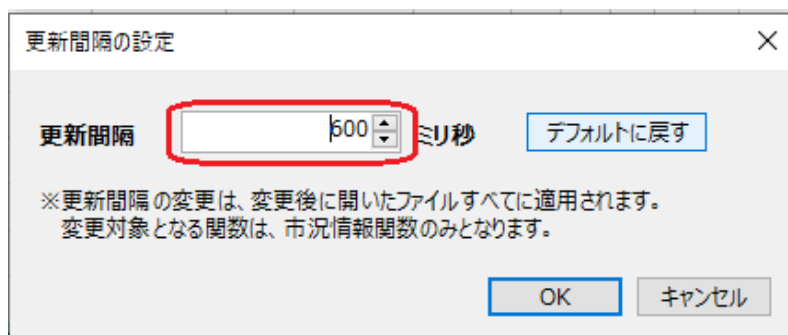 更新間隔の設定
更新間隔 600 ミリ秒 デフォルトに戻す
※更新間隔の変更は、変更後に開いたファイルすべてに適用されます。
変更対象となる関数は、市況情報関数のみとなります。
OK キャンセル